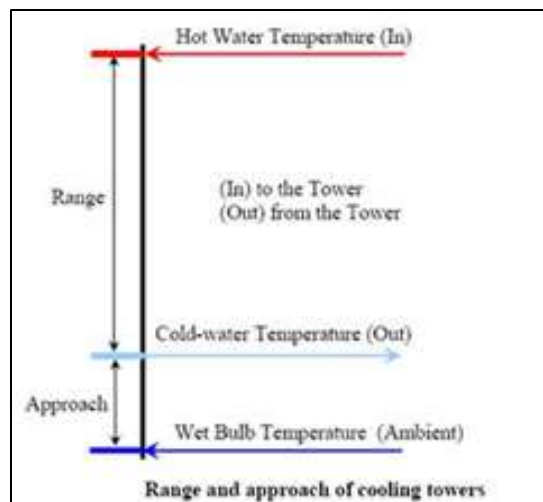 Hot Water Temperature (In)
Range
(In) to the Tower
(Out) from the Tower
Cold-water Temperature (Out)
Approach
Wet Bulb Temperature (Ambient)
Range and approach of cooling towers